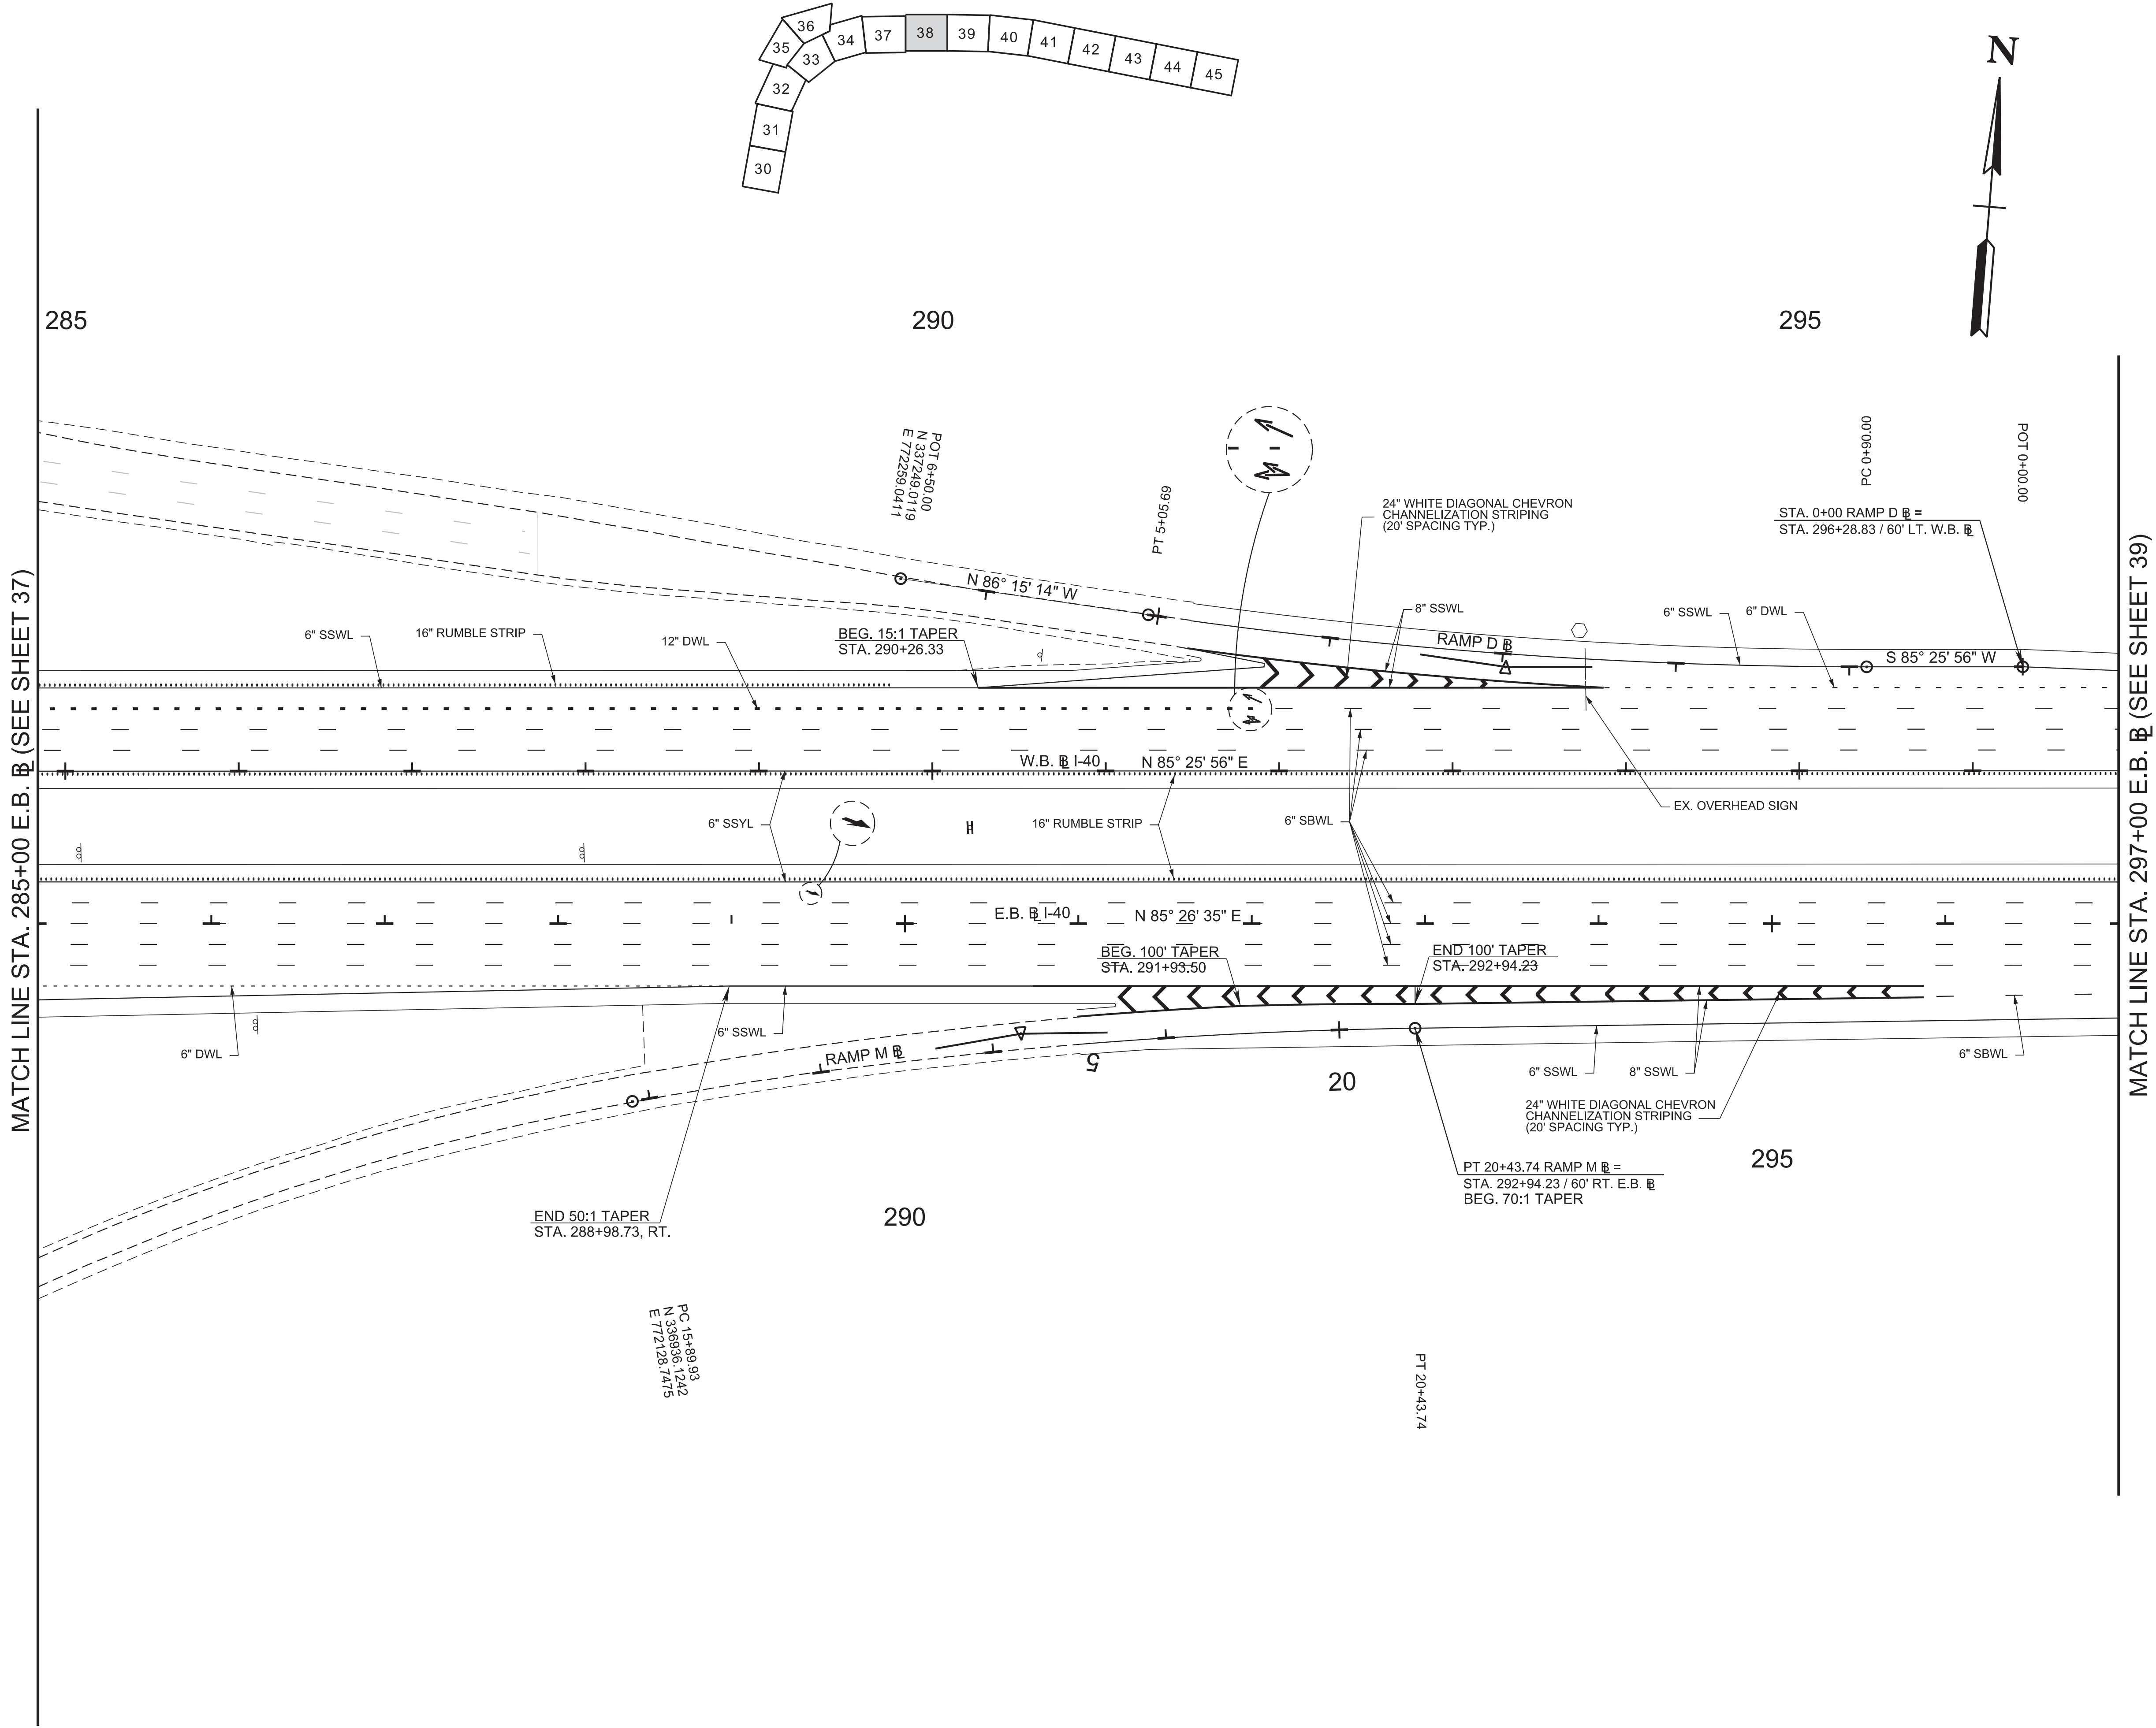 36
35
34
37
38
39
40
41
42
43
44
45
33
32
31
30
N
285
290
295
MATCH LINE STA. 285+00 E.B. BL (SEE SHEET 37)
MATCH LINE STA. 297+00 E.B. BL (SEE SHEET 39)
POT 6+50.00
N 337249.0119
E 772259.0411
PT 5+05.69
PC 0+90.00
POT 0+00.00
24" WHITE DIAGONAL CHEVRON
CHANNELIZATION STRIPING
(20' SPACING TYP.)
STA. 0+00 RAMP D BL =
STA. 296+28.83 / 60' LT. W.B. BL
N 86° 15' 14" W
6" SSWL
16" RUMBLE STRIP
12" DWL
BEG. 15:1 TAPER
STA. 290+26.33
8" SSWL
RAMP D BL
6" SSWL
6" DWL
S 85° 25' 56" W
W.B. BL I-40
N 85° 25' 56" E
EX. OVERHEAD SIGN
6" SSYL
16" RUMBLE STRIP
6" SBWL
E.B. BL I-40
N 85° 26' 35" E
BEG. 100' TAPER
STA. 291+93.50
END 100' TAPER
STA. 292+94.23
6" DWL
6" SSWL
RAMP M BL
5
20
6" SSWL
8" SSWL
6" SBWL
24" WHITE DIAGONAL CHEVRON
CHANNELIZATION STRIPING
(20' SPACING TYP.)
PT 20+43.74 RAMP M BL =
STA. 292+94.23 / 60' RT. E.B. BL
BEG. 70:1 TAPER
295
END 50:1 TAPER
STA. 288+98.73, RT.
290
PC 15+89.93
N 336936.1242
E 772128.7475
PT 20+43.74